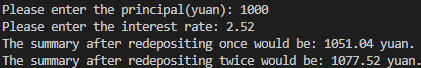 Please enter the principal(yuan): 1000
Please enter the interest rate: 2.52
The summary after redepositing once would be: 1051.04 yuan.
The summary after redepositing twice would be: 1077.52 yuan.